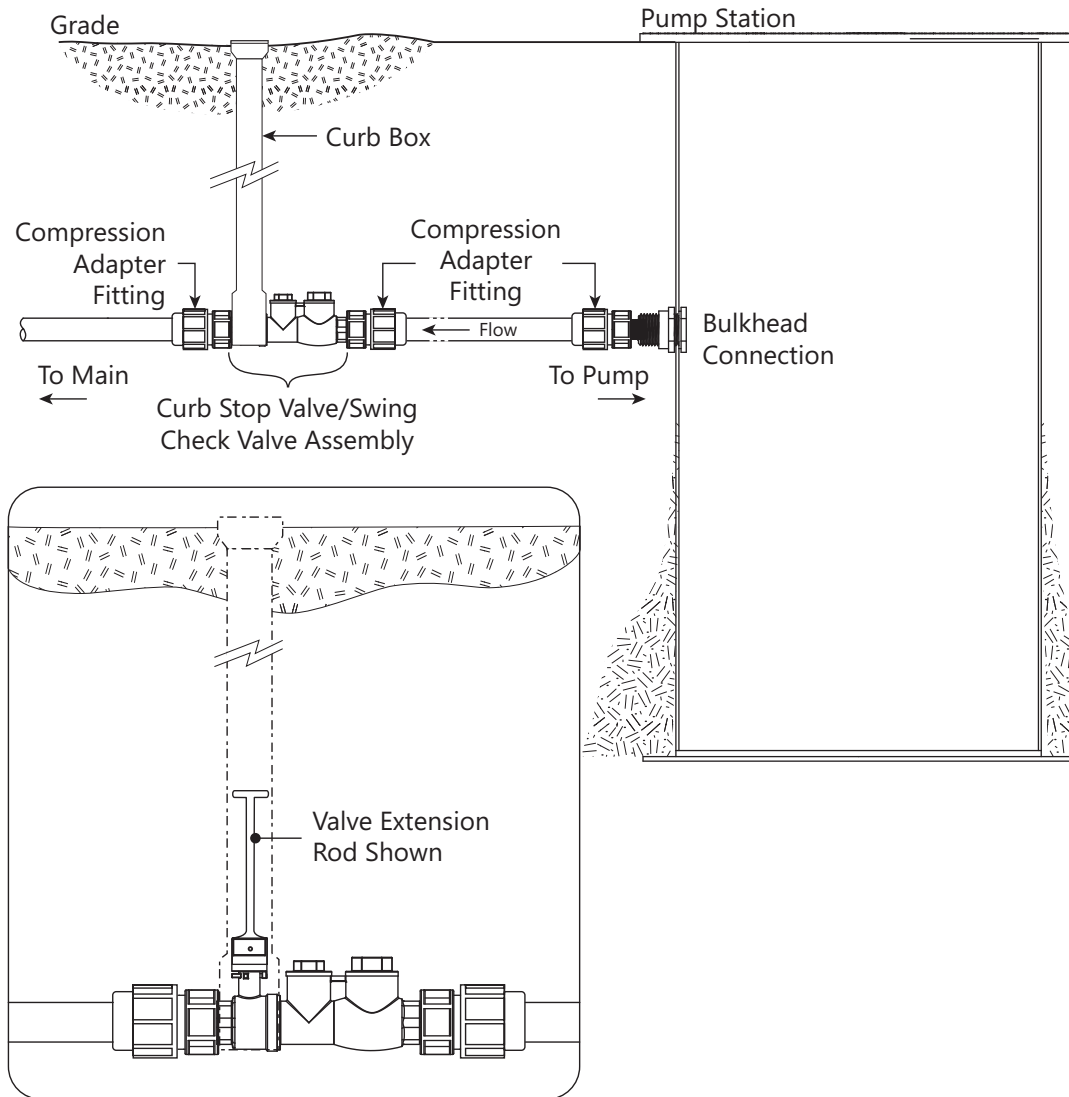 Grade
Pump Station
Curb Box
Compression
Adapter
Fitting
Compression
Adapter
Fitting
Flow
Bulkhead
Connection
To Main
To Pump
Curb Stop Valve/Swing
Check Valve Assembly
Valve Extension
Rod Shown